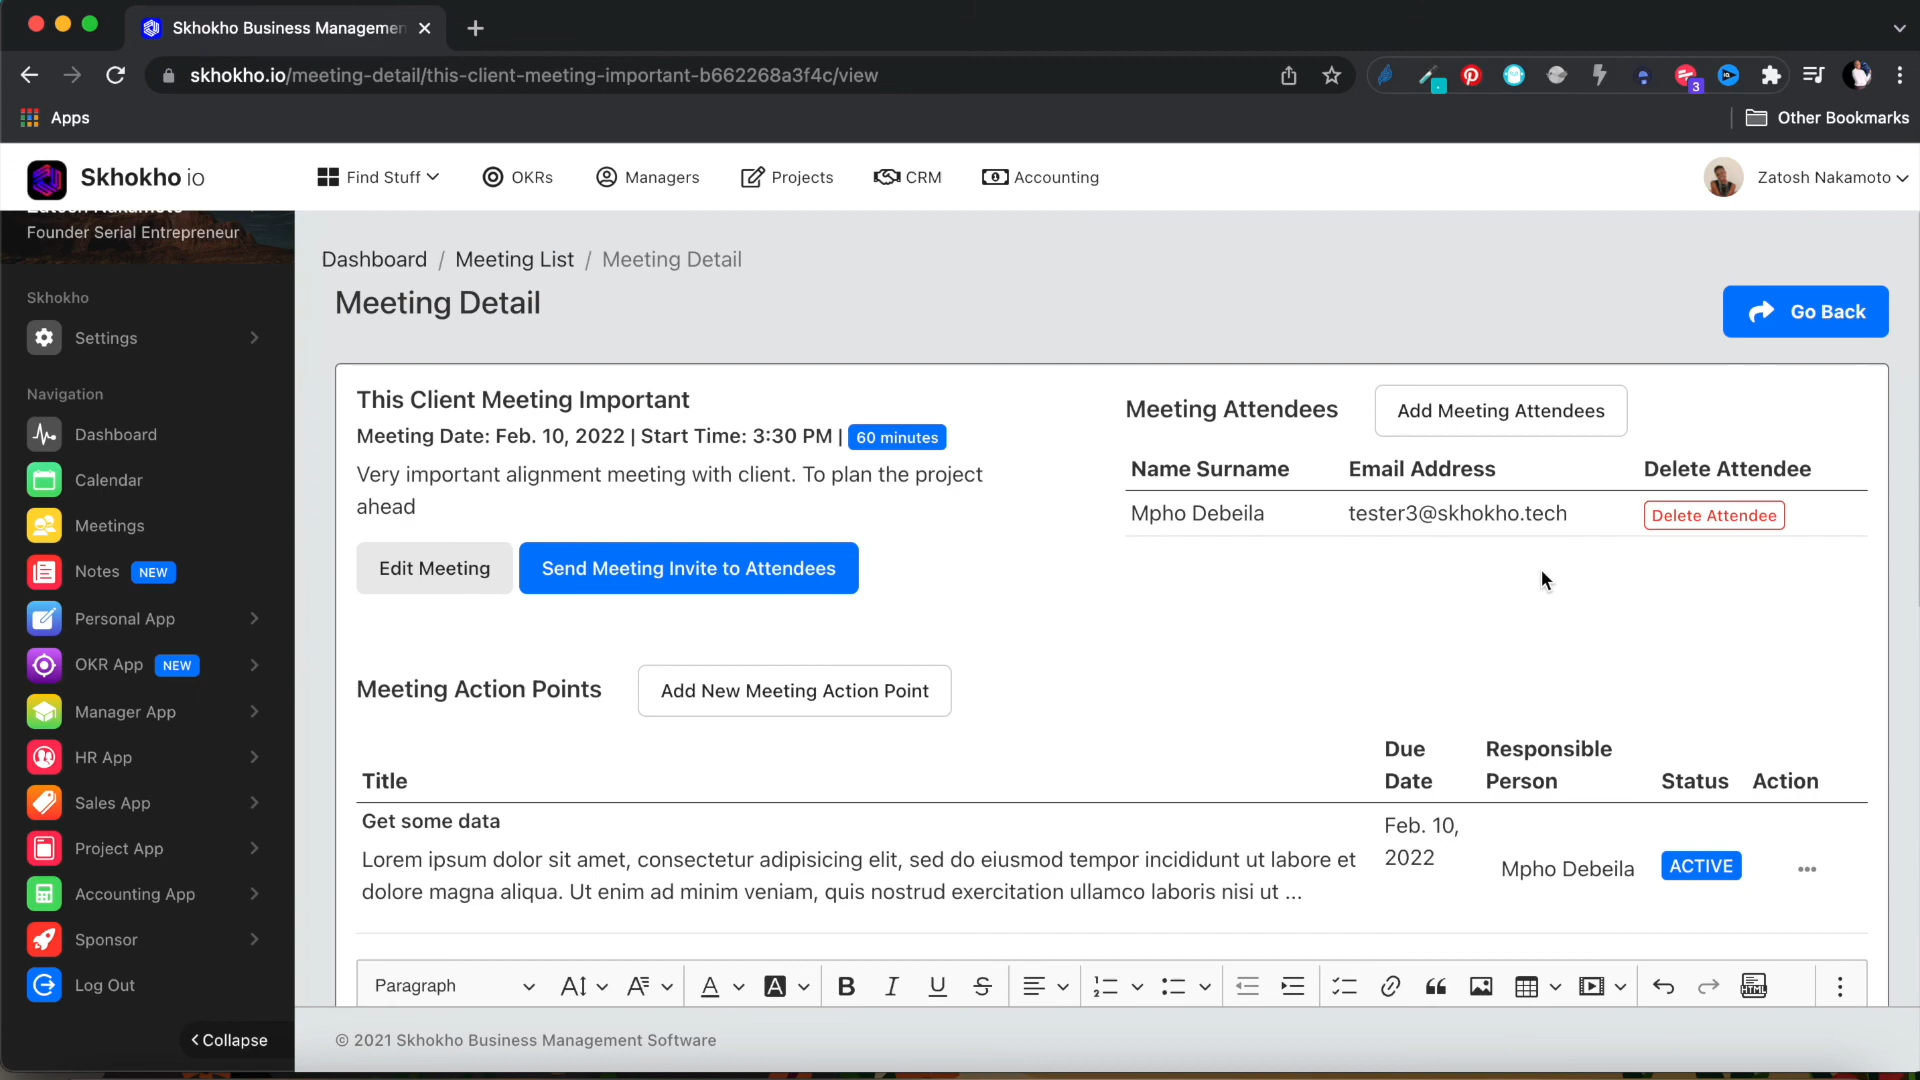 Skhokho Business Managemen
skhokho.io/meeting-detail/this-client-meeting-important-b662268a3f4c/view
3
Apps
Other Bookmarks
Skhokho io
Find Stuff
OKRs
Managers
Projects
CRM
Accounting
Zatosh Nakamoto
Zatosh Nakamoto
Founder Serial Entrepreneur
Skhokho
Settings
Navigation
Dashboard
Calendar
Meetings
Notes NEW
Personal App
OKR App NEW
Manager App
HR App
Sales App
Project App
Accounting App
Sponsor
Log Out
Collapse
Dashboard / Meeting List / Meeting Detail
Meeting Detail
Go Back
This Client Meeting Important
Meeting Date: Feb. 10, 2022 | Start Time: 3:30 PM | 60 minutes
Very important alignment meeting with client. To plan the project
ahead
Edit Meeting
Send Meeting Invite to Attendees
Meeting Attendees
Add Meeting Attendees
Name Surname Email Address Delete Attendee
Mpho Debeila tester3@skhokho.tech Delete Attendee
Meeting Action Points
Add New Meeting Action Point
Title
Due
Date
Responsible
Person
Status
Action
Get some data
Lorem ipsum dolor sit amet, consectetur adipisicing elit, sed do eiusmod tempor incididunt ut labore et
dolore magna aliqua. Ut enim ad minim veniam, quis nostrud exercitation ullamco laboris nisi ut ...
Feb. 10,
2022
Mpho Debeila
ACTIVE
Paragraph
HTML
© 2021 Skhokho Business Management Software